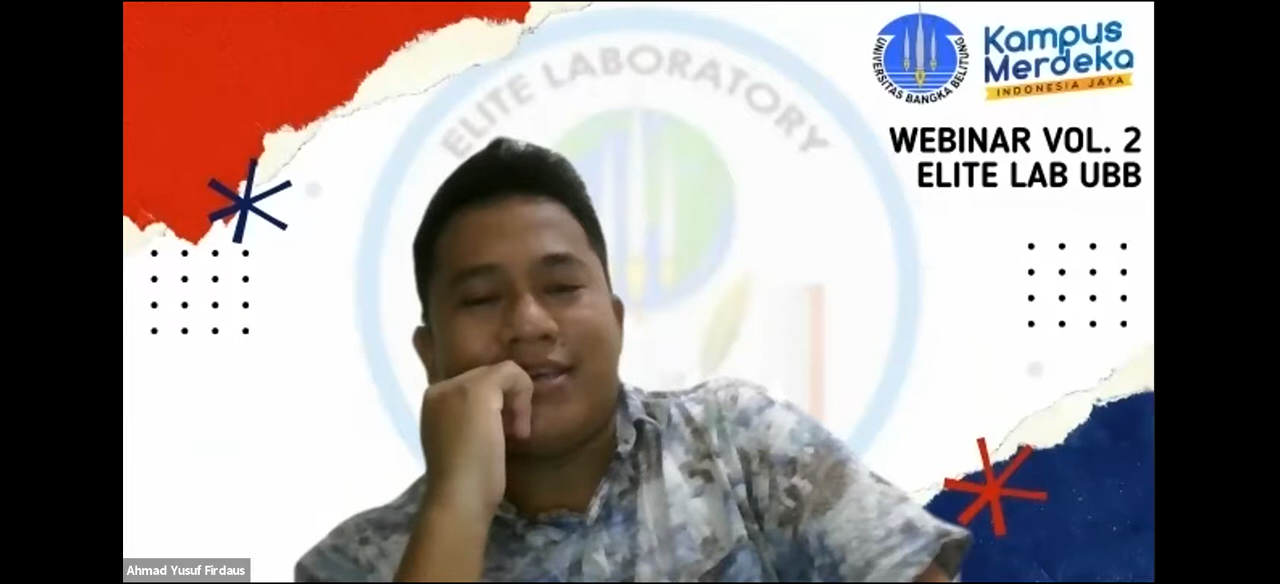 ELITE LABORATORY
UNIVERSITAS BANGKA BELITUNG
Kampus
Merdeka
INDONESIA JAYA
WEBINAR VOL. 2
ELITE LAB UBB
Ahmad Yusuf Firdaus